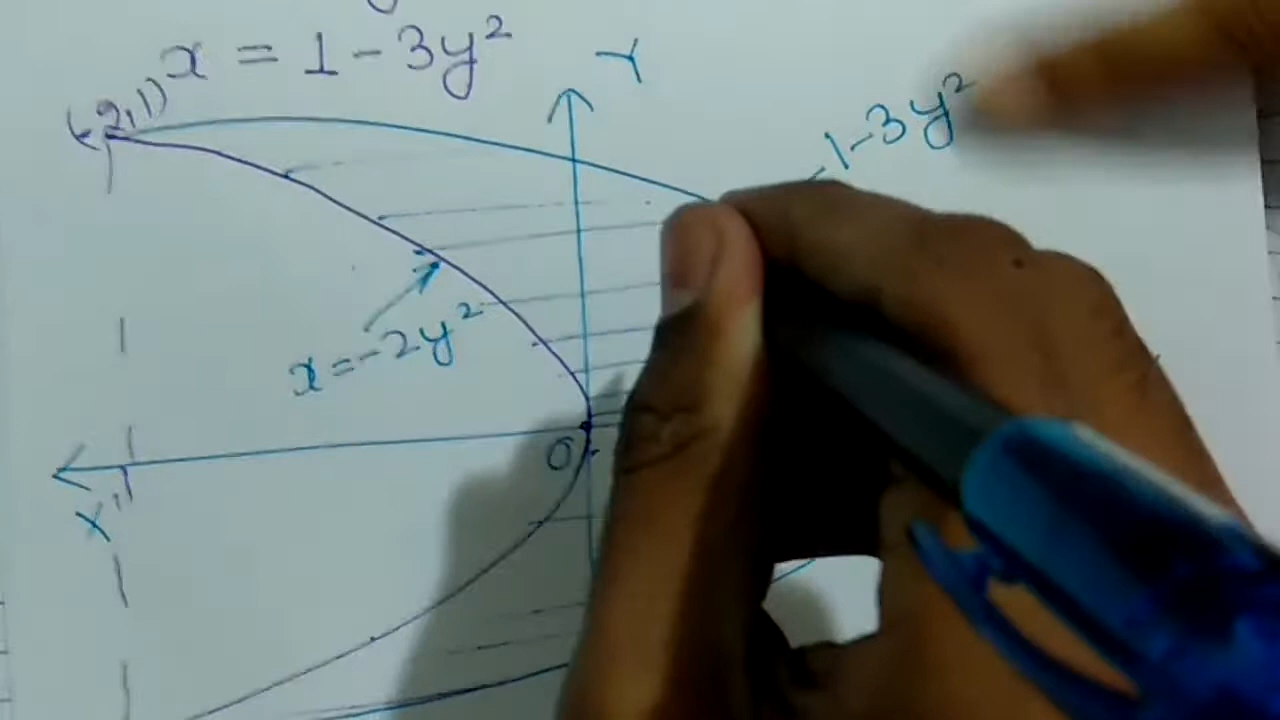 x = 1 - 3y²
Y
(-2,1)
1-3y²
x = -2y²
O
X'